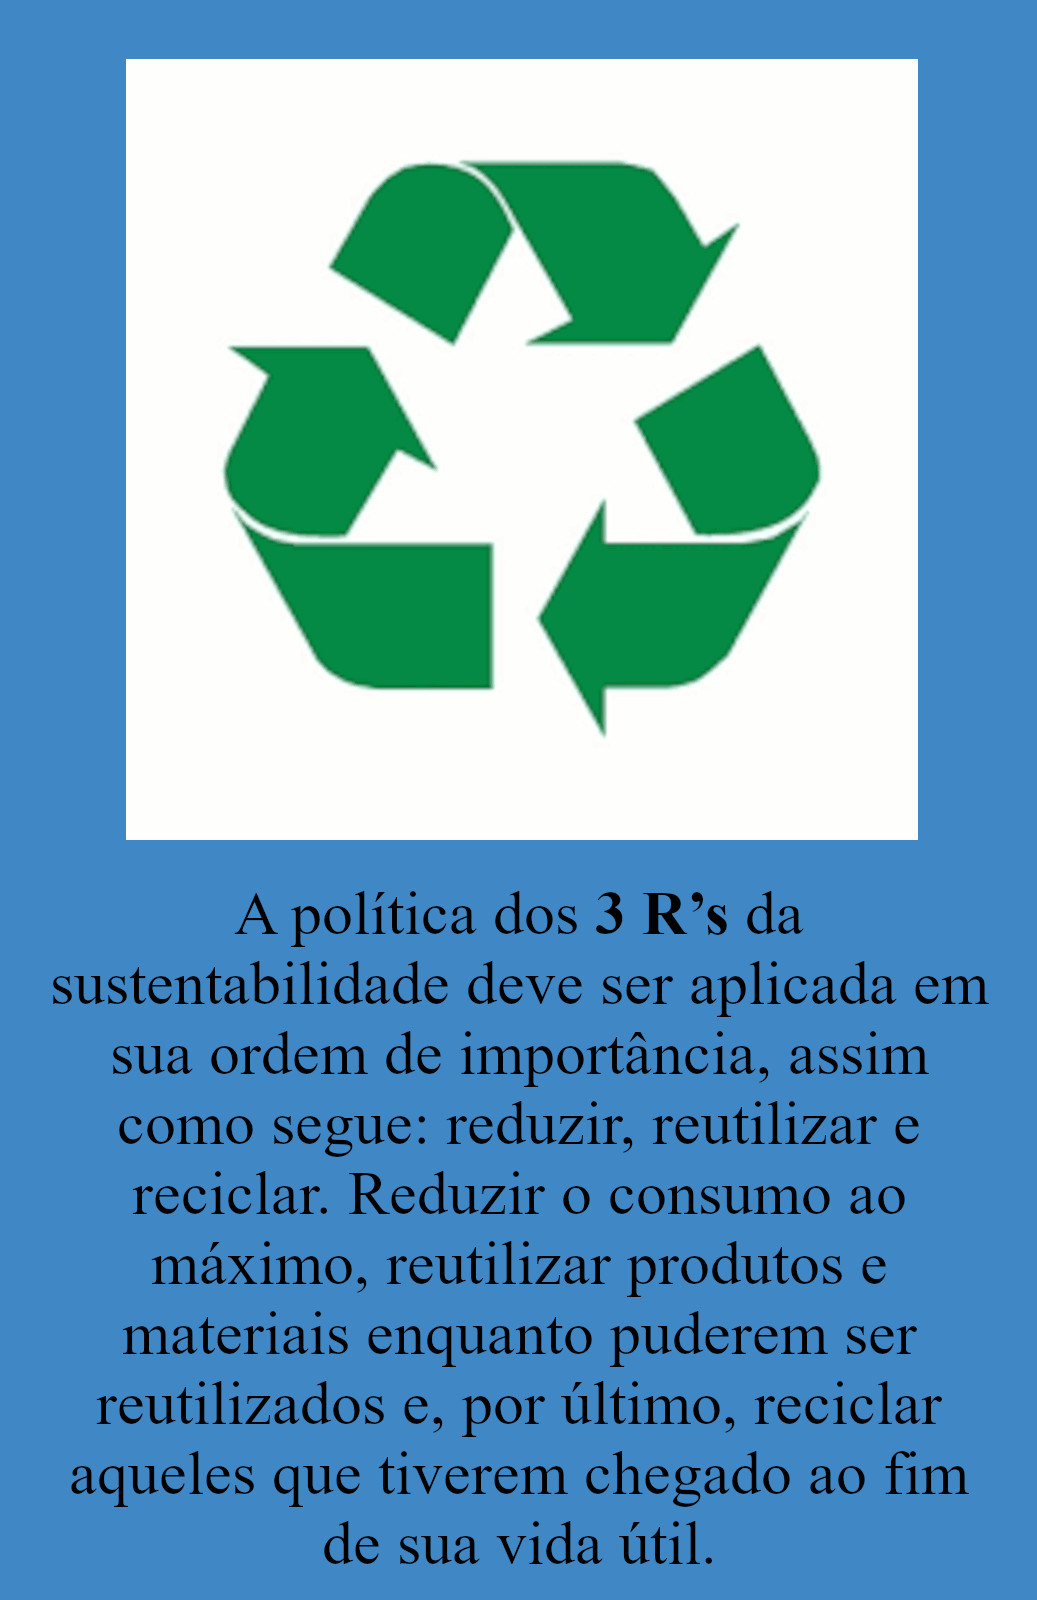 A política dos 3 R’s da
sustentabilidade deve ser aplicada em
sua ordem de importância, assim
como segue: reduzir, reutilizar e
reciclar. Reduzir o consumo ao
máximo, reutilizar produtos e
materiais enquanto puderem ser
reutilizados e, por último, reciclar
aqueles que tiverem chegado ao fim
de sua vida útil.